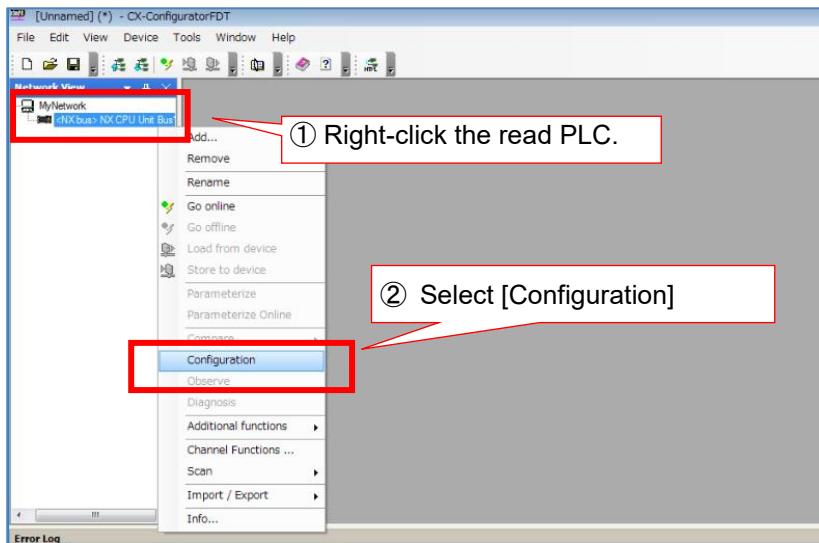 [Unnamed] (*) - CX-ConfiguratorFDT
File Edit View Device Tools Window Help
Network View
MyNetwork
<NX bus> NX CPU Unit Bus
Add...
① Right-click the read PLC.
Remove
Rename
Go online
Go offline
Load from device
Store to device
Parameterize
② Select [Configuration]
Parameterize Online
Compare
Configuration
Observe
Diagnosis
Additional functions
Channel Functions ...
Scan
Import / Export
Info...
Error Log